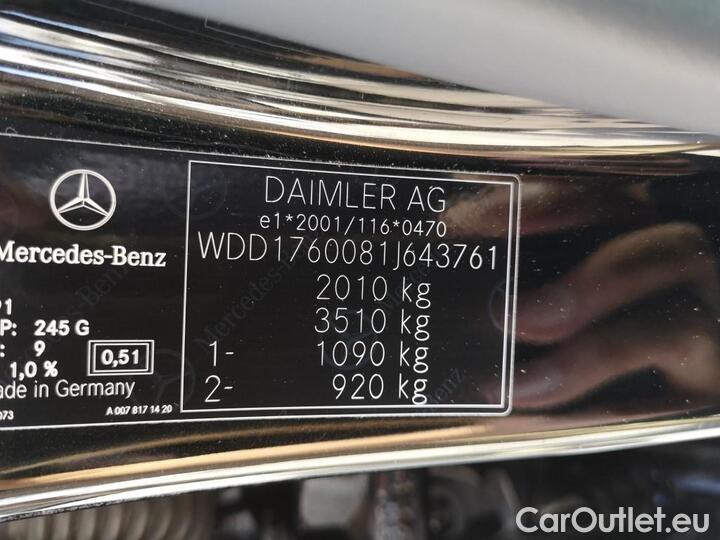 DAIMLER AG
e1*2001/116*0470
WDD1760081J643761
2010 kg
3510 kg
1- 1090 kg
2- 920 kg
Mercedes-Benz
P: 245 G
: 9
0,51
1,0 %
ade in Germany
073
A 007 817 14 20
CarOutlet.eu